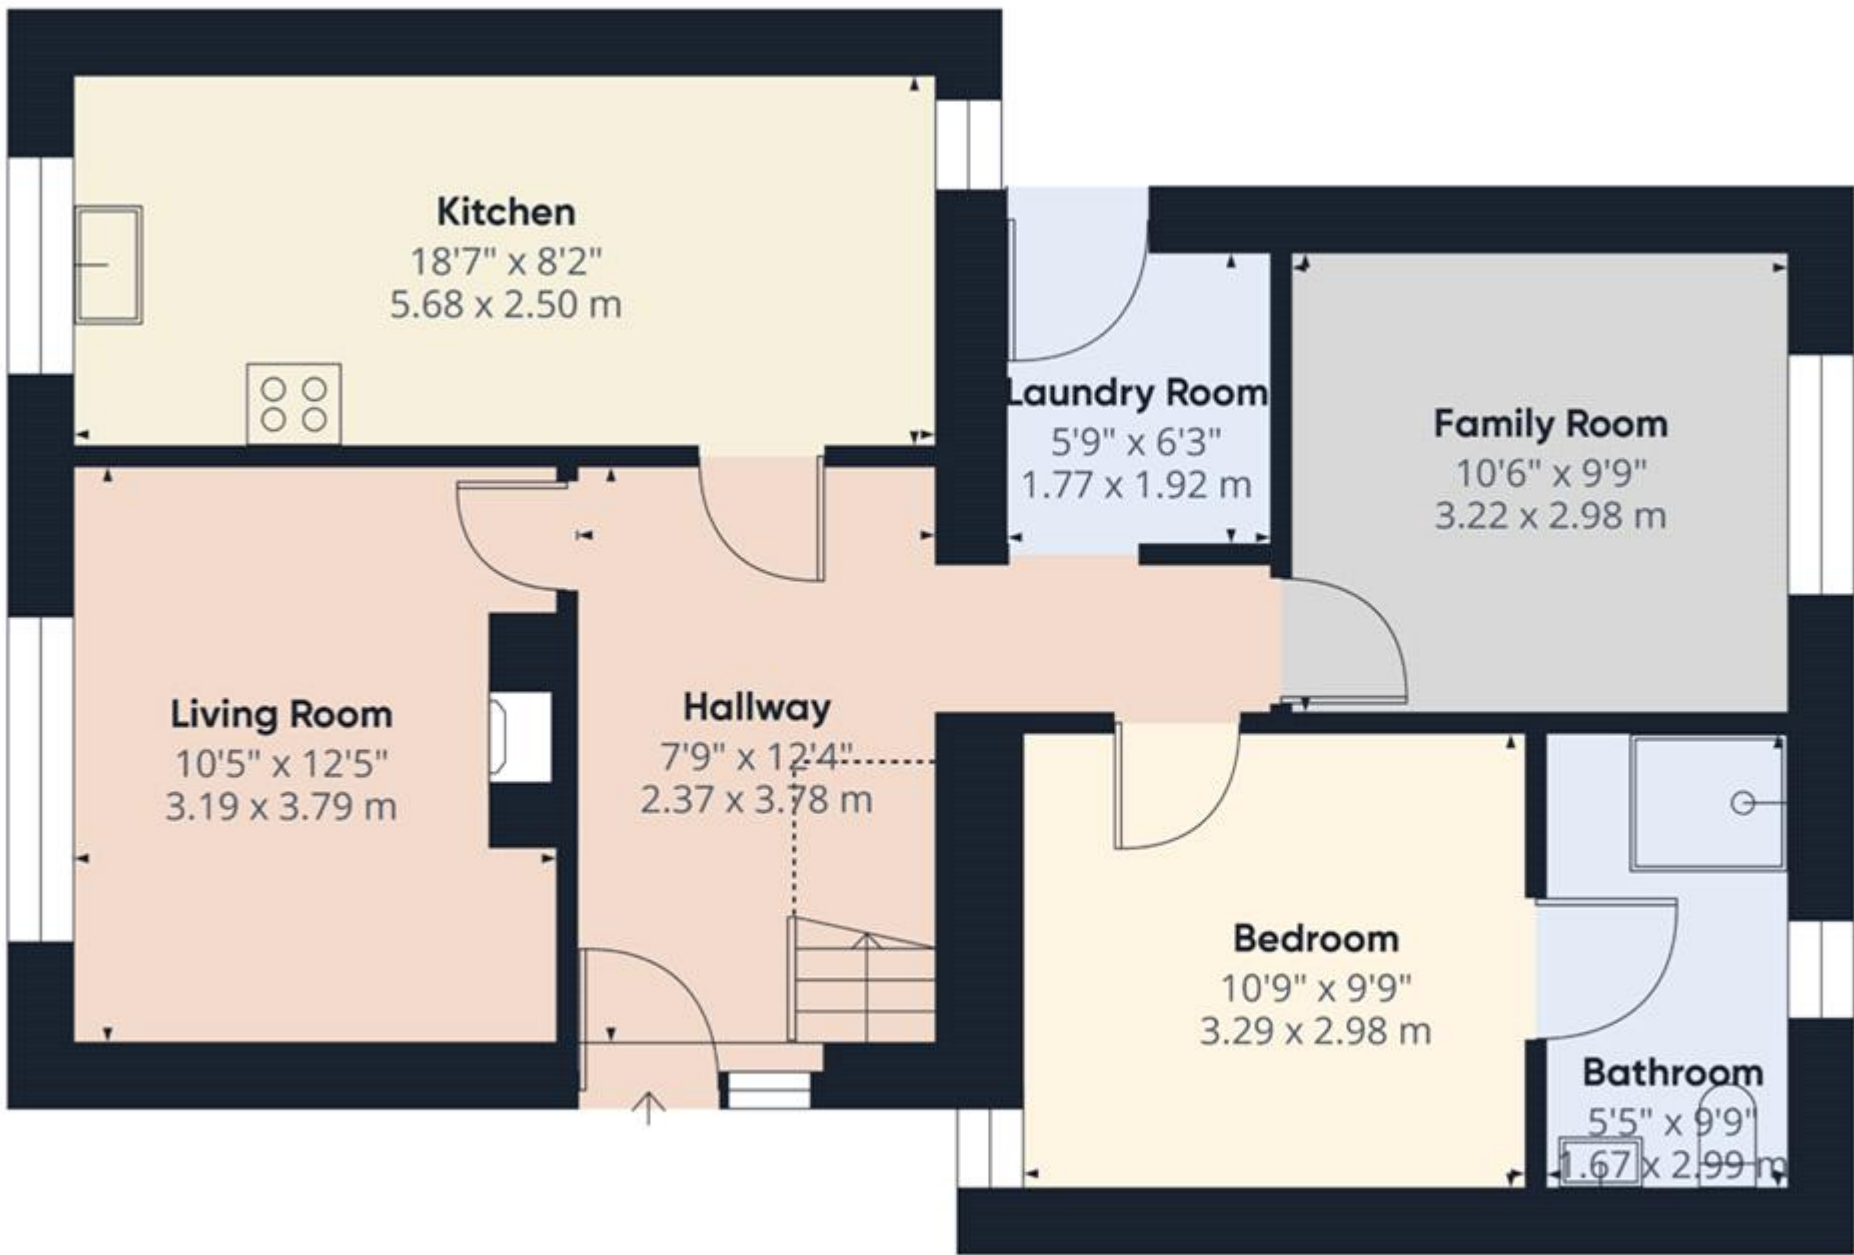 Kitchen
18'7" x 8'2"
5.68 x 2.50 m
Laundry Room
5'9" x 6'3"
1.77 x 1.92 m
Family Room
10'6" x 9'9"
3.22 x 2.98 m
Living Room
10'5" x 12'5"
3.19 x 3.79 m
Hallway
7'9" x 12'4"
2.37 x 3.78 m
Bedroom
10'9" x 9'9"
3.29 x 2.98 m
Bathroom
5'5" x 9'9"
1.67 x 2.99 m